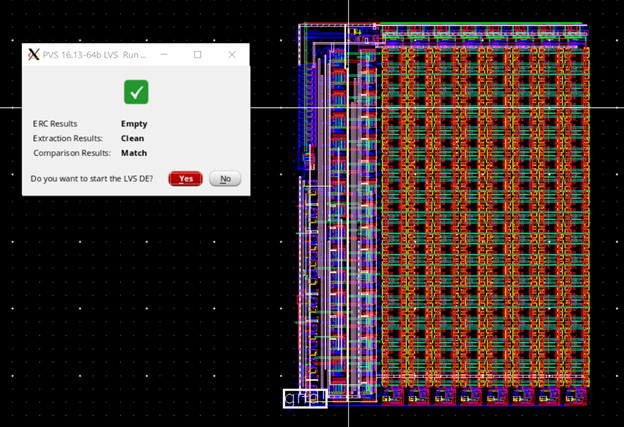 PVS 16.13-64b LVS Run ...
ERC Results Empty
Extraction Results: Clean
Comparison Results: Match
Do you want to start the LVS DE? Yes No
gnd!